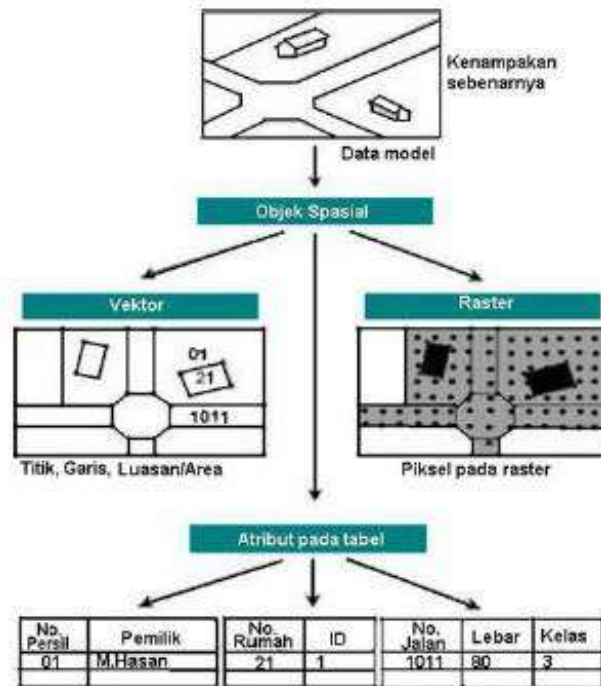 Kenampakan
sebenarnya
Data model
Objek Spasial
Vektor
Raster
01
21
1011
Titik, Garis, Luasan/Area
Piksel pada raster
Atribut pada tabel
No. Persil Pemilik
01 M.Hasan
No. Rumah ID
21 1
No. Jalan Lebar Kelas
1011 80 3